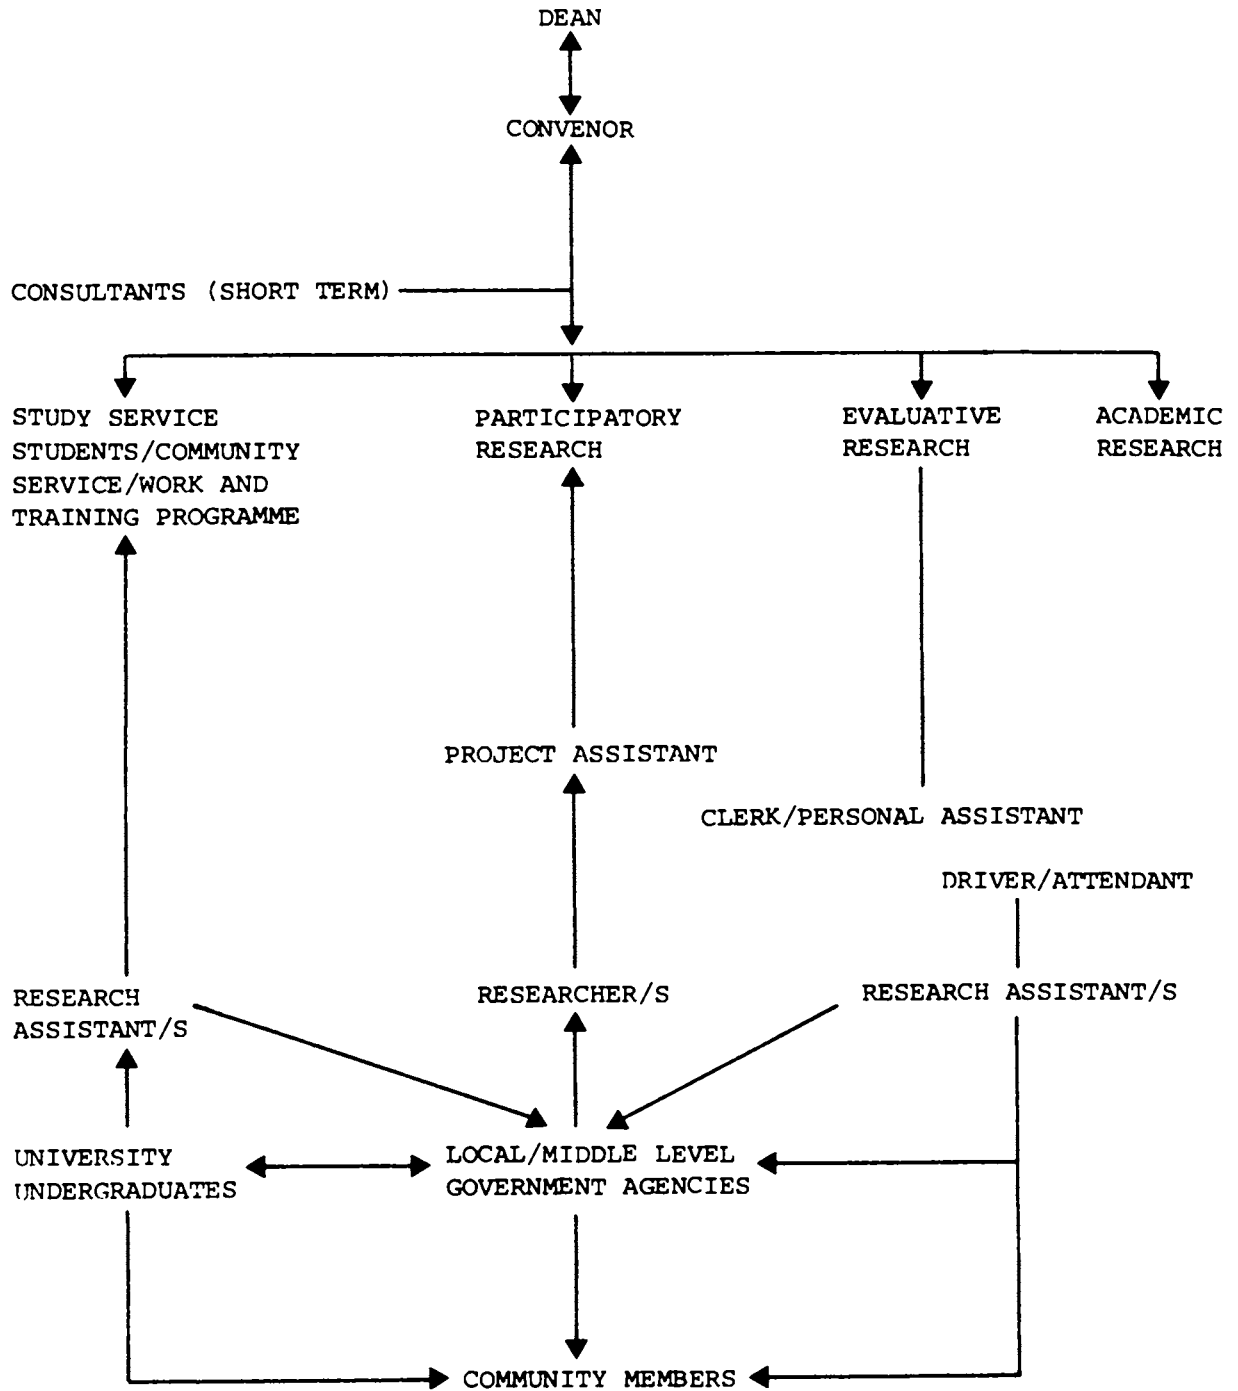 DEAN
CONVENOR
CONSULTANTS (SHORT TERM)
STUDY SERVICE
STUDENTS/COMMUNITY
SERVICE/WORK AND
TRAINING PROGRAMME
PARTICIPATORY
RESEARCH
EVALUATIVE
RESEARCH
ACADEMIC
RESEARCH
PROJECT ASSISTANT
CLERK/PERSONAL ASSISTANT
DRIVER/ATTENDANT
RESEARCH
ASSISTANT/S
RESEARCHER/S
RESEARCH ASSISTANT/S
UNIVERSITY
UNDERGRADUATES
LOCAL/MIDDLE LEVEL
GOVERNMENT AGENCIES
COMMUNITY MEMBERS